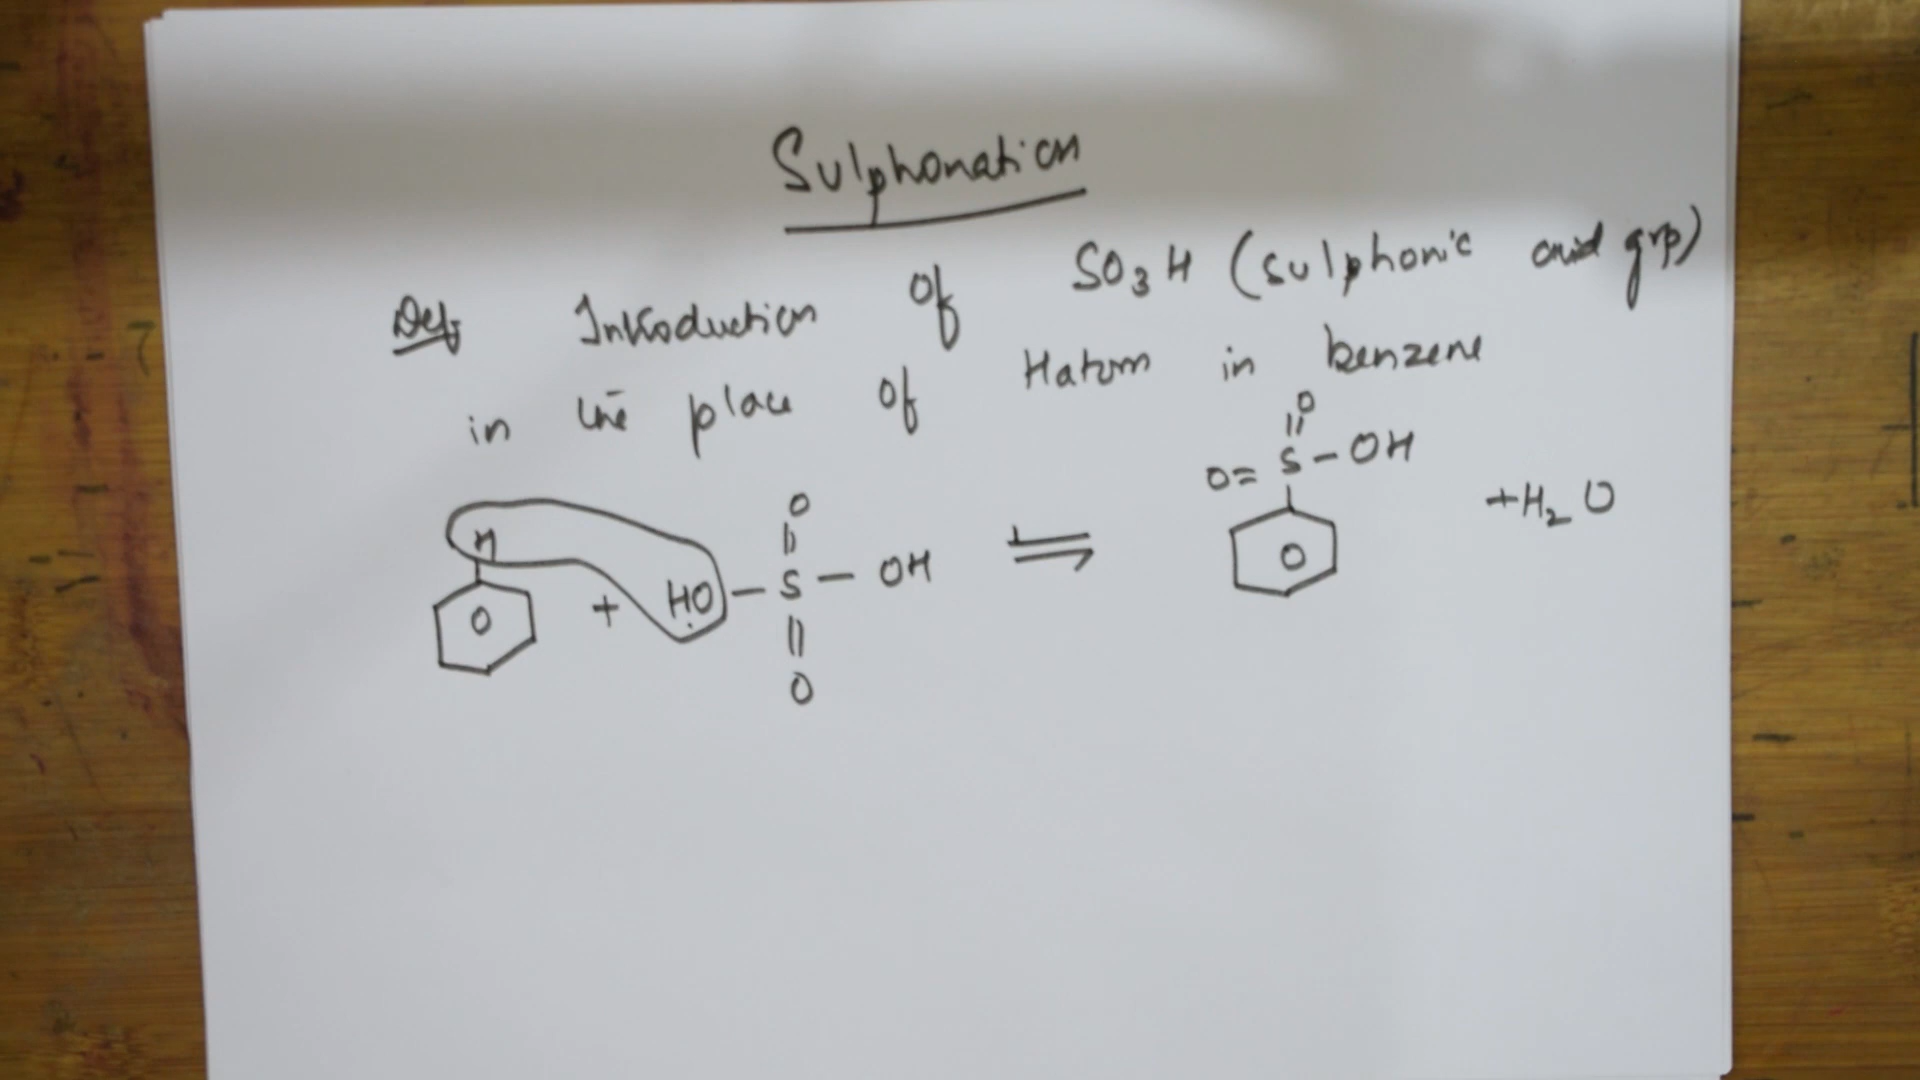 Sulphonation
Def Introduction of SO₃H (sulphonic acid grp)
in the place of H atom in benzene
O
O= S-OH
O
H
HO-S-OH ⇌ +H₂O
+
O
O
O